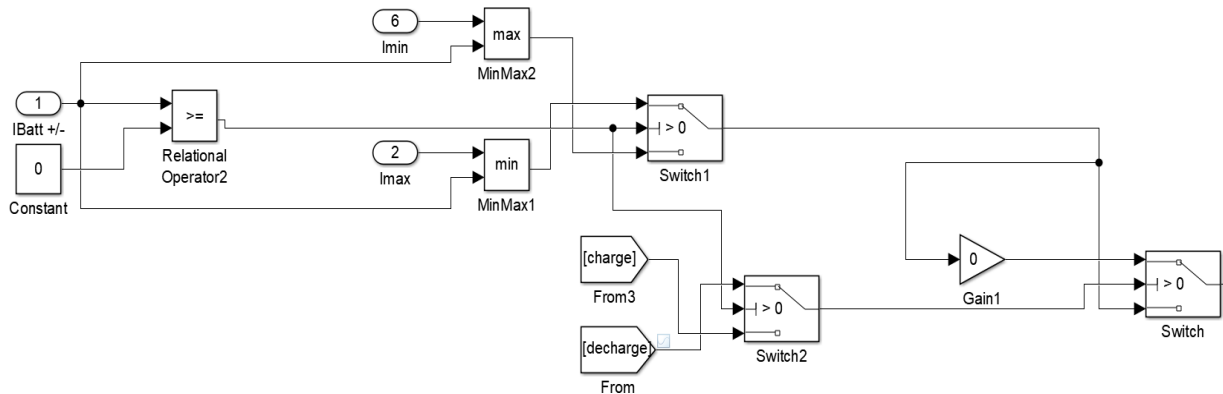 6
Imin
max
MinMax2
1
IBatt +/-
>=
Relational
Operator2
0
Constant
2
Imax
min
MinMax1
> 0
Switch1
[charge]
From3
[decharge]
From
> 0
Switch2
0
Gain1
> 0
Switch